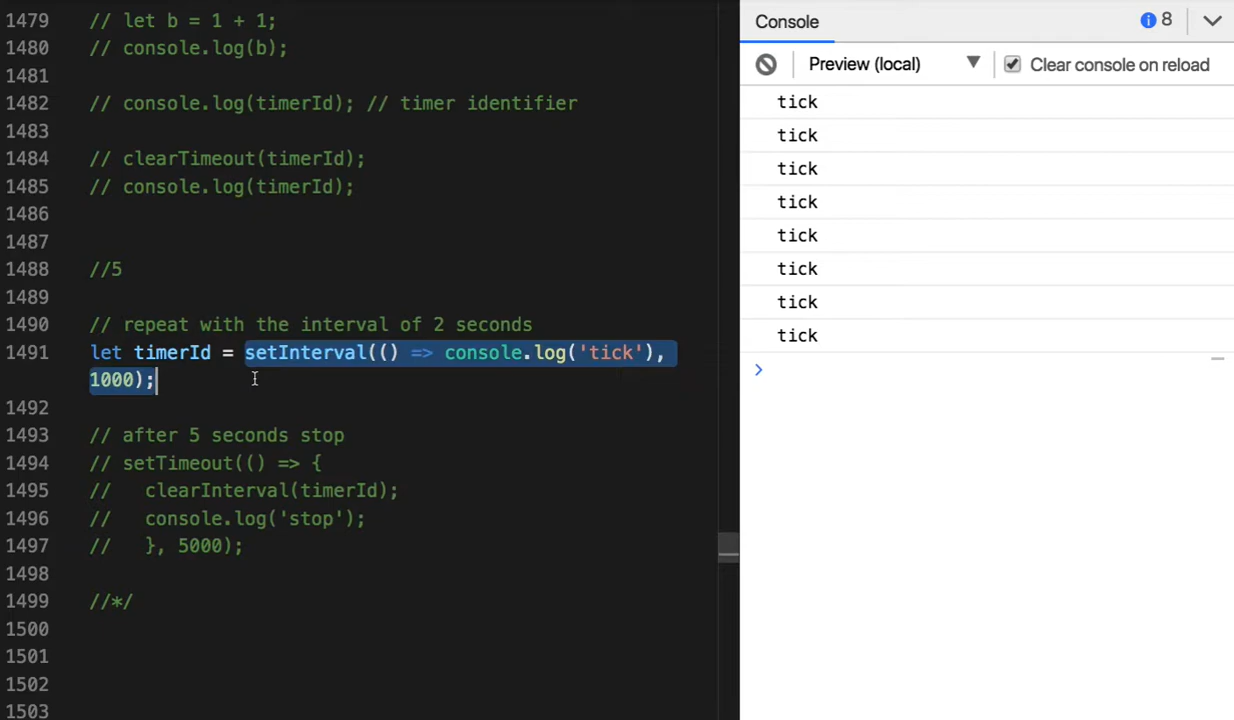 1479 // let b = 1 + 1;
1480 // console.log(b);
1481
1482 // console.log(timerId); // timer identifier
1483
1484 // clearTimeout(timerId);
1485 // console.log(timerId);
1486
1487
1488 //5
1489
1490 // repeat with the interval of 2 seconds
1491 let timerId = setInterval(() => console.log('tick'),
1000);
1492
1493 // after 5 seconds stop
1494 // setTimeout(() => {
1495 //   clearInterval(timerId);
1496 //   console.log('stop');
1497 //   }, 5000);
1498
1499 //*/
1500
1501
1502
1503
Console 8
Preview (local) Clear console on reload
tick
tick
tick
tick
tick
tick
tick
tick